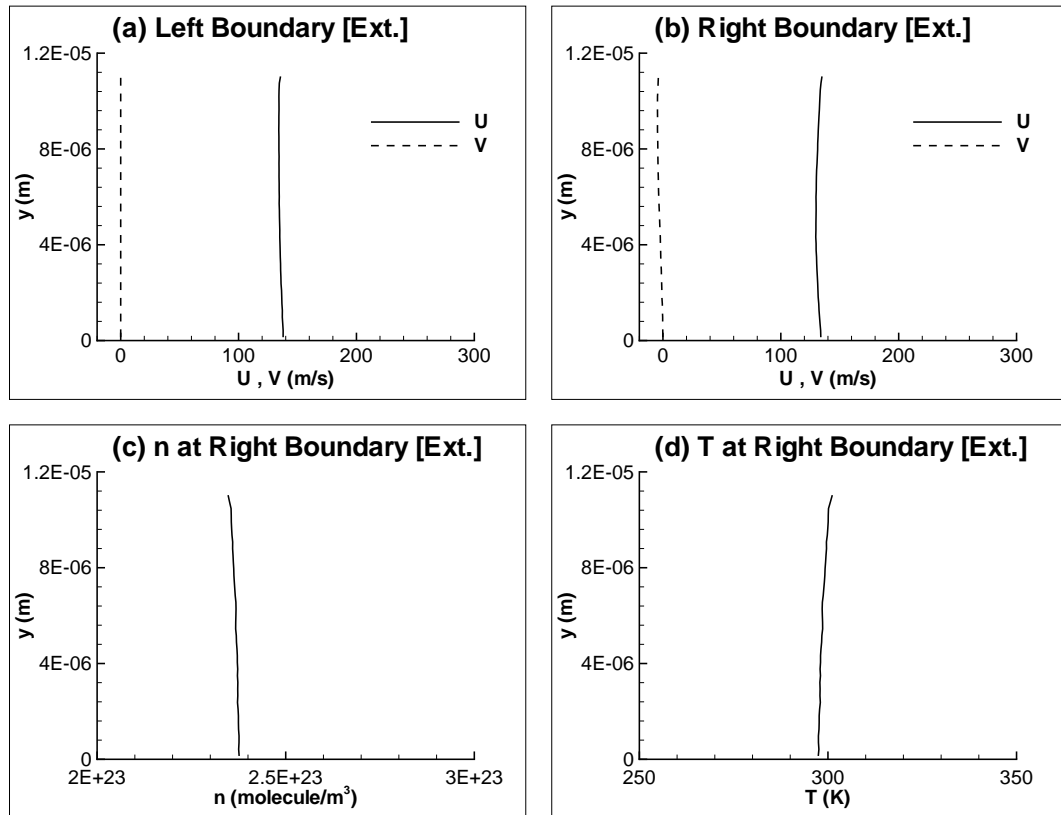 (a) Left Boundary [Ext.]
1.2E-05
8E-06
4E-06
0
y (m)
U
V
0 100 200 300
U , V (m/s)
(b) Right Boundary [Ext.]
1.2E-05
8E-06
4E-06
0
y (m)
U
V
0 100 200 300
U , V (m/s)
(c) n at Right Boundary [Ext.]
1.2E-05
8E-06
4E-06
0
y (m)
2E+23 2.5E+23 3E+23
n (molecule/m³)
(d) T at Right Boundary [Ext.]
1.2E-05
8E-06
4E-06
0
y (m)
250 300 350
T (K)